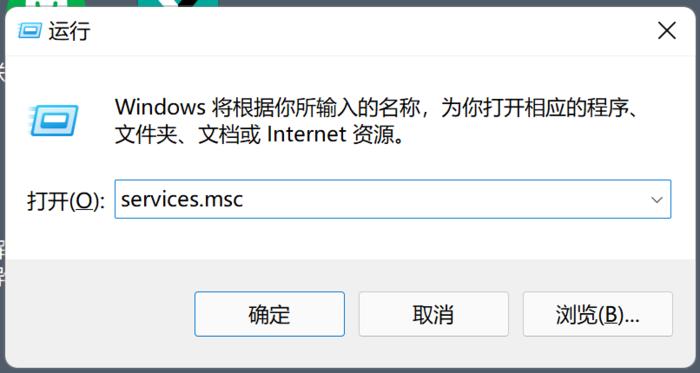 运行
Windows 将根据你所输入的名称，为你打开相应的程序、
文件夹、文档或 Internet 资源。
打开(O):
services.msc
确定
取消
浏览(B)...